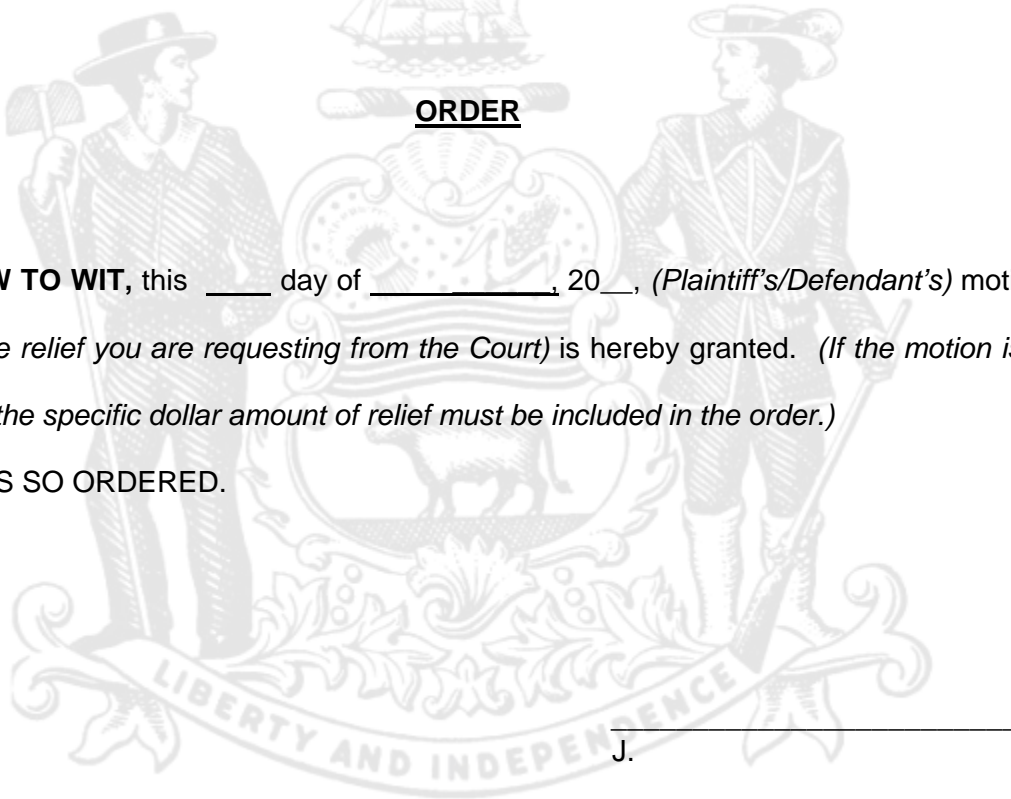 ORDER
W TO WIT, this ____ day of ____________, 20__, (Plaintiff's/Defendant's) mot
e relief you are requesting from the Court) is hereby granted. (If the motion is
the specific dollar amount of relief must be included in the order.)
S SO ORDERED.
J.
LIBERTY AND INDEPENDENCE